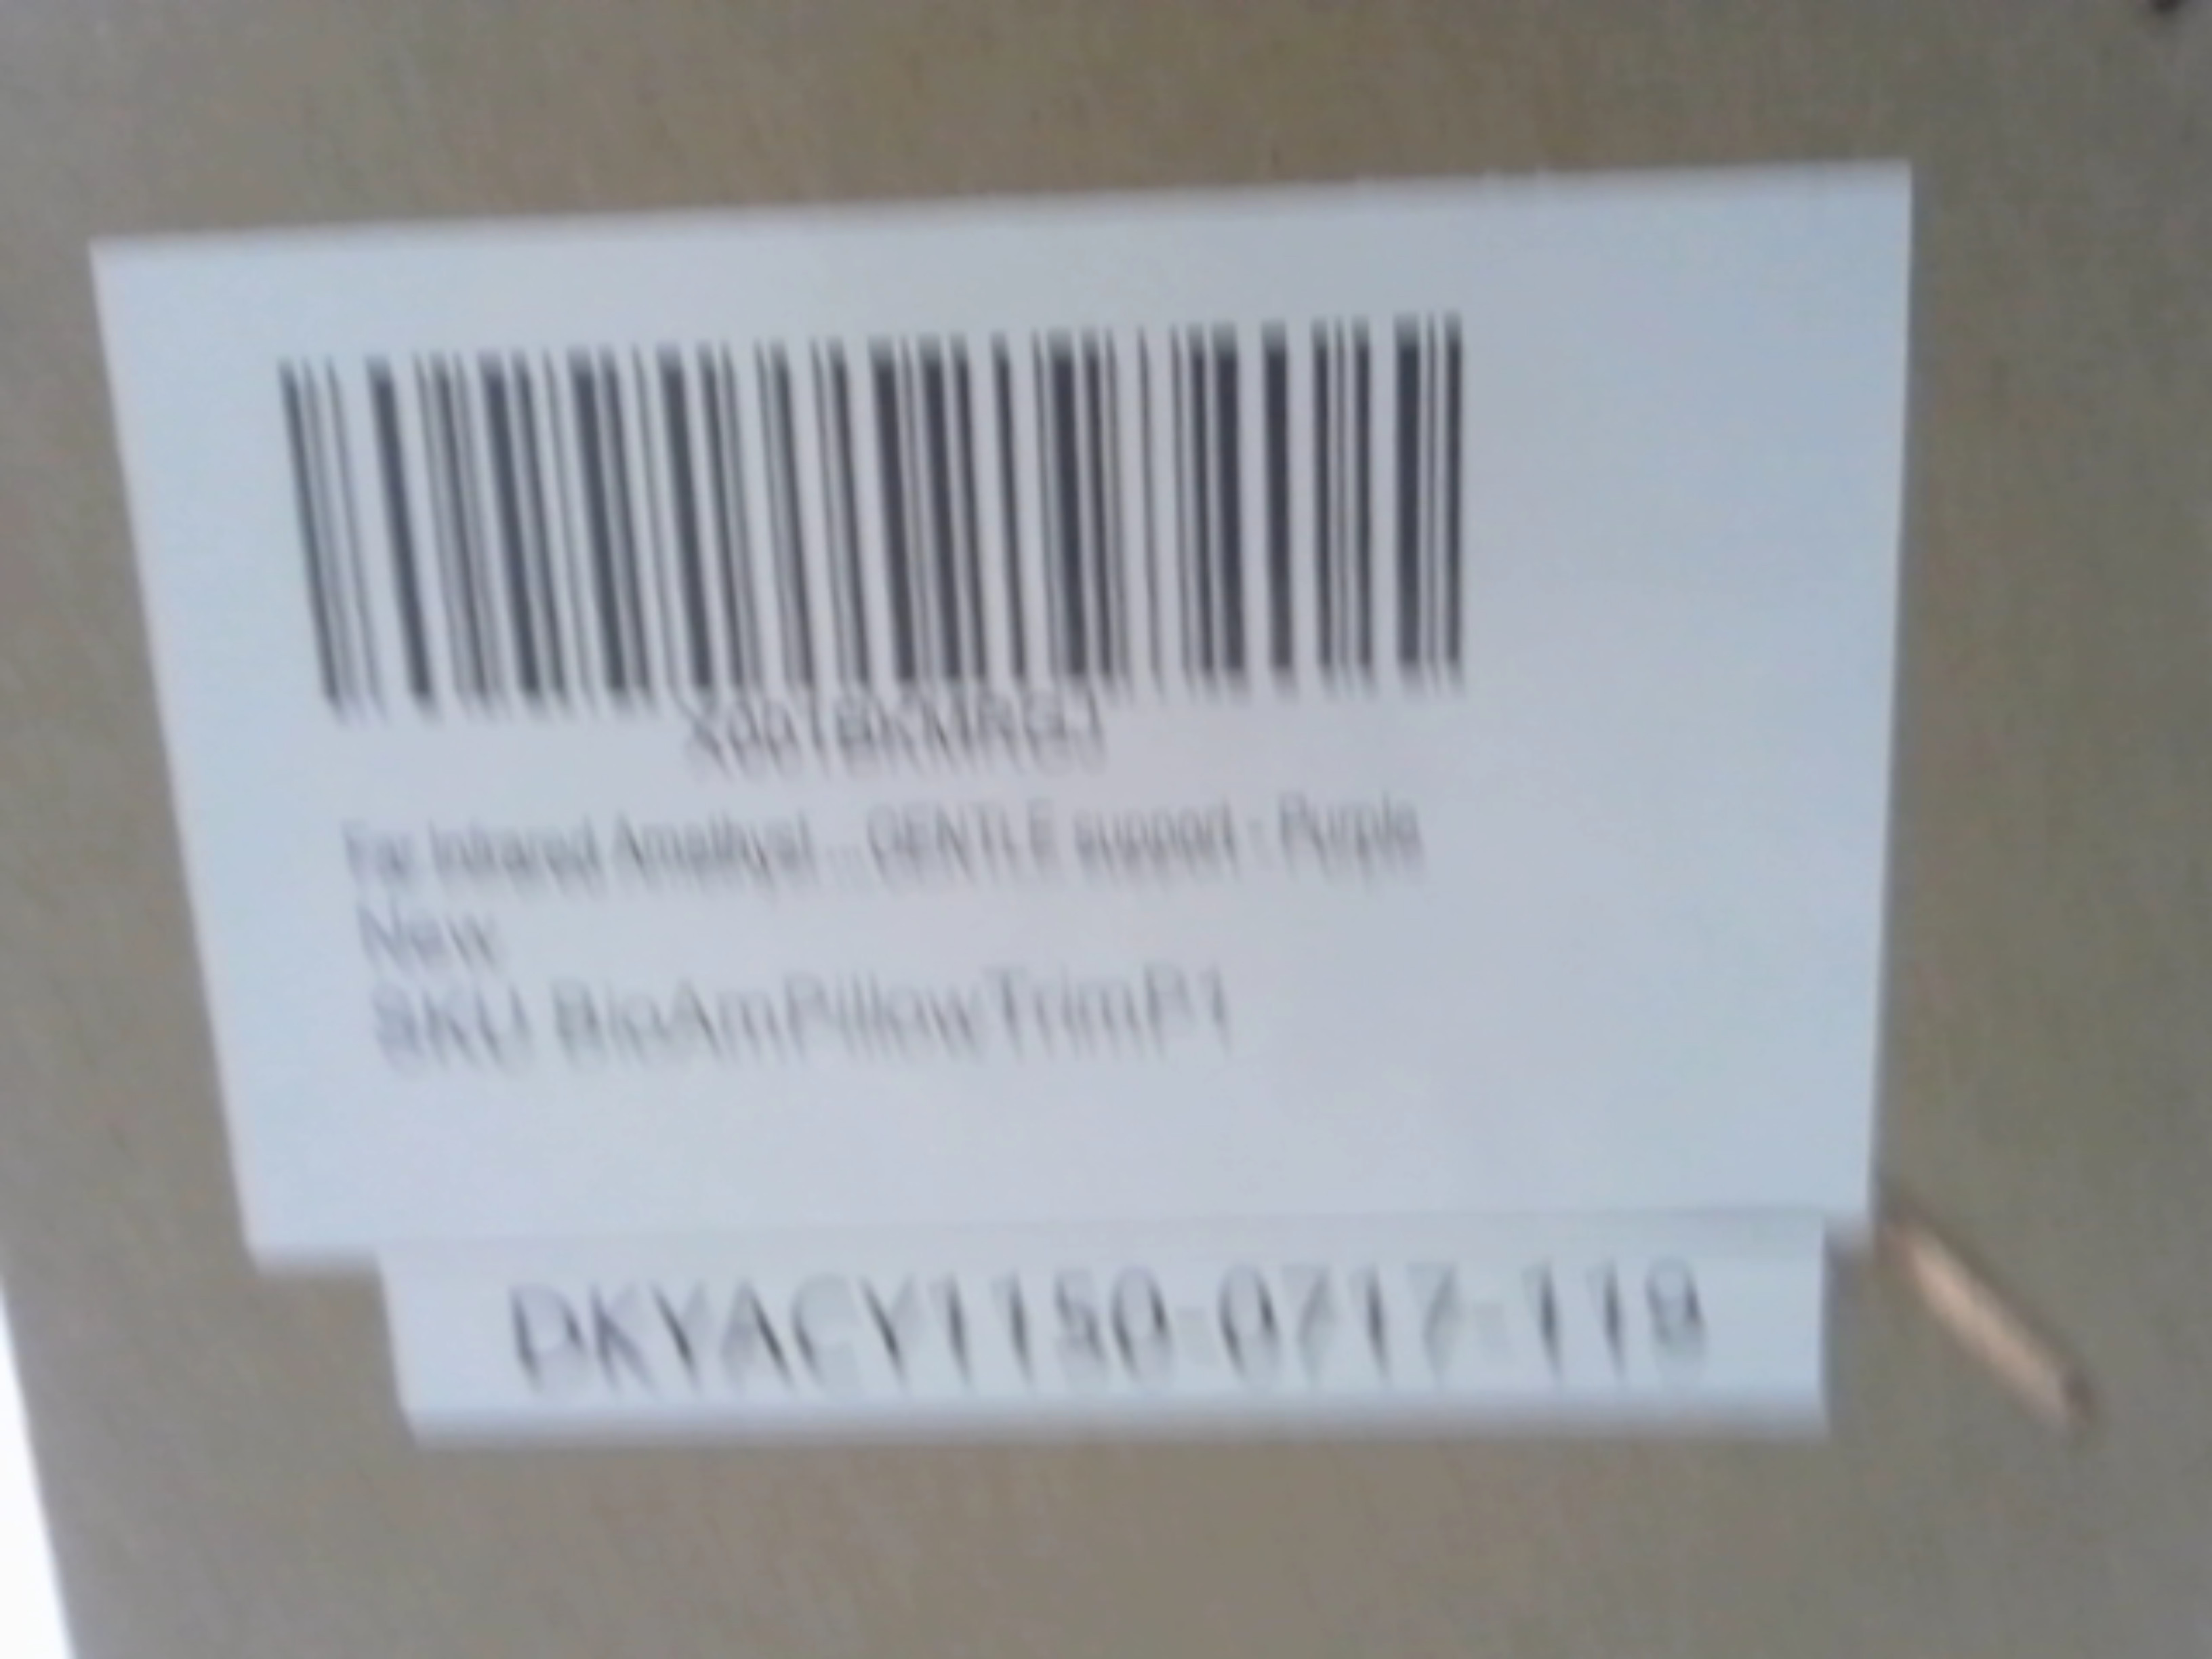 Far Infrared Amethyst ... GENTLE support - Purple
New
SKU BioAmPillowTrimP1
DKYACY1150-0717-119